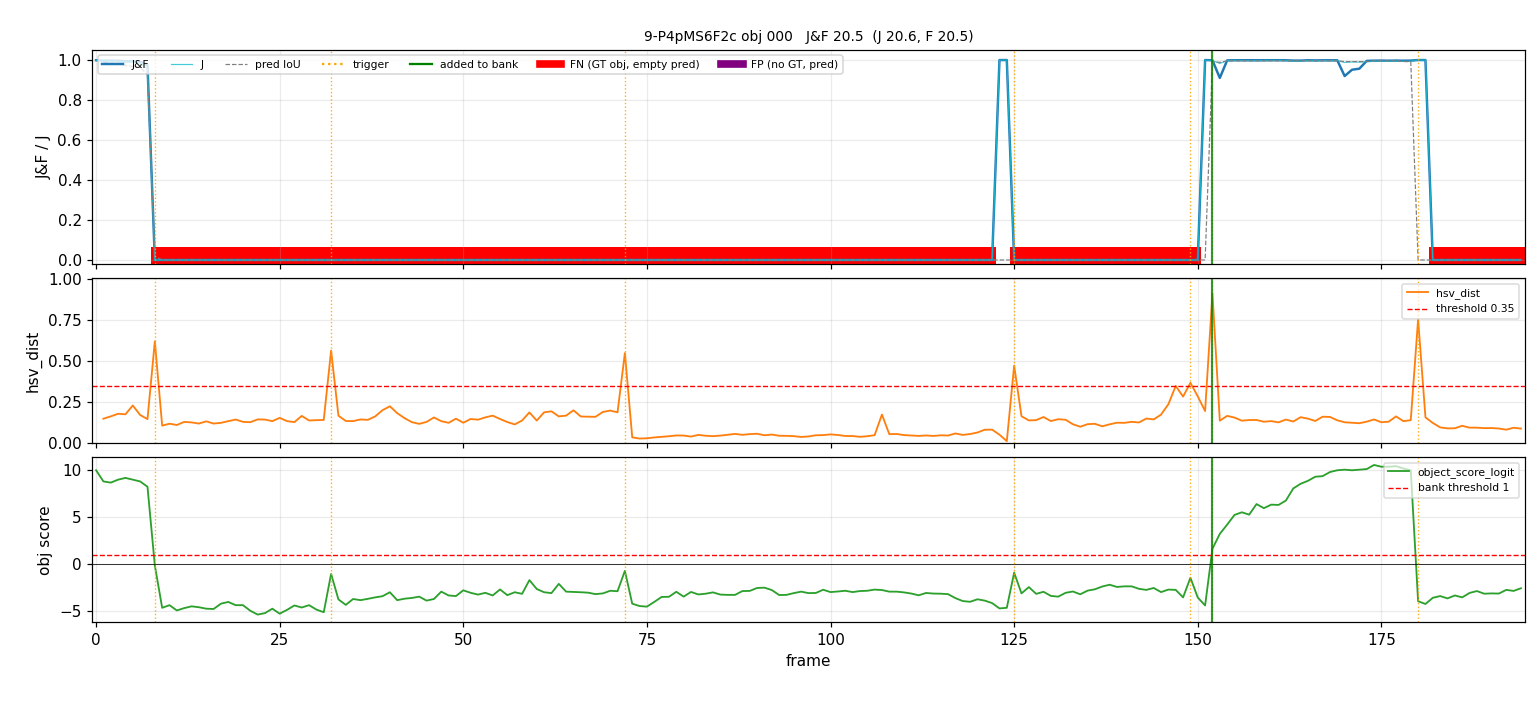 9-P4pMS6F2c obj 000   J&F 20.5  (J 20.6, F 20.5)
J&F
J
pred IoU
trigger
added to bank
FN (GT obj, empty pred)
FP (no GT, pred)
J&F / J
1.0
0.8
0.6
0.4
0.2
0.0
hsv_dist
threshold 0.35
hsv_dist
1.00
0.75
0.50
0.25
0.00
object_score_logit
bank threshold 1
obj score
10
5
0
−5
0
25
50
75
100
125
150
175
frame